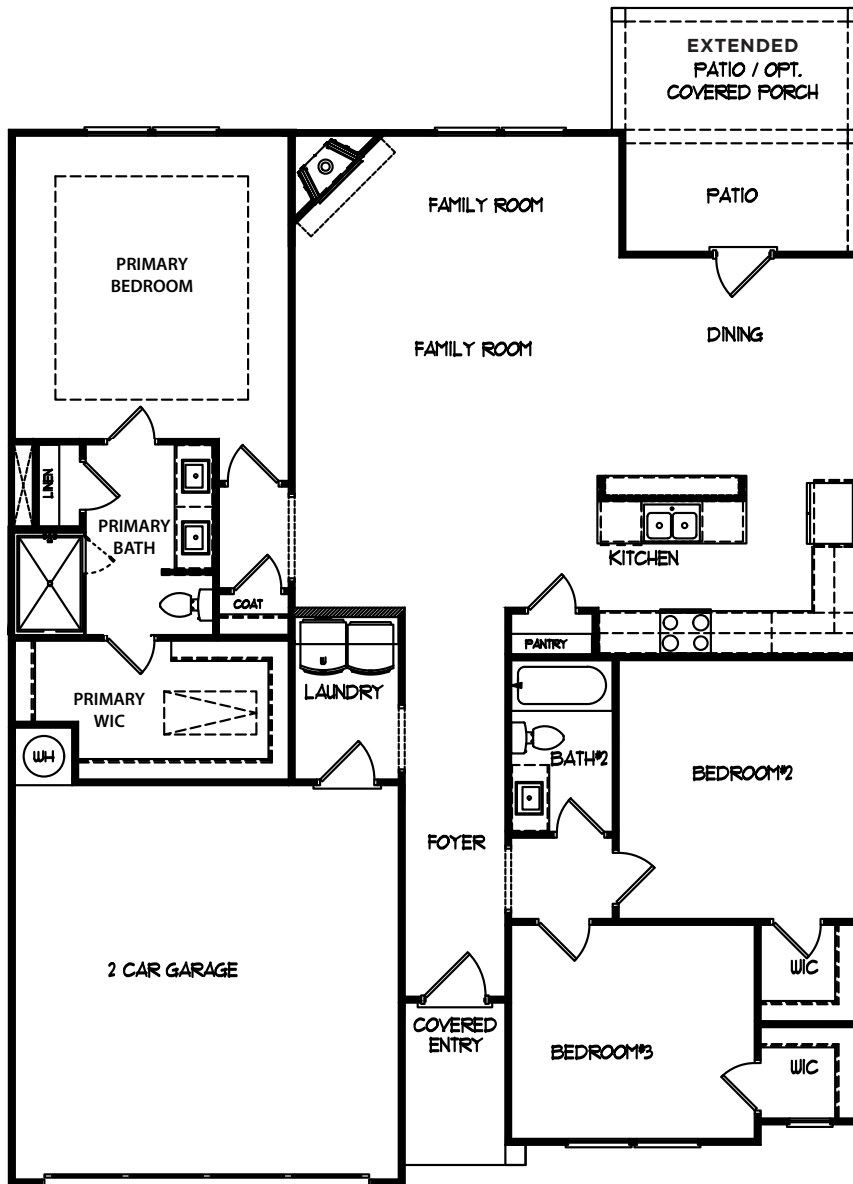 EXTENDED
PATIO / OPT.
COVERED PORCH
PATIO
FAMILY ROOM
PRIMARY
BEDROOM
FAMILY ROOM
DINING
LINEN
PRIMARY
BATH
KITCHEN
COAT
PANTRY
W
LAUNDRY
PRIMARY
WIC
WH
BATH#2
BEDROOM#2
FOYER
2 CAR GARAGE
WIC
COVERED
ENTRY
BEDROOM#3
WIC